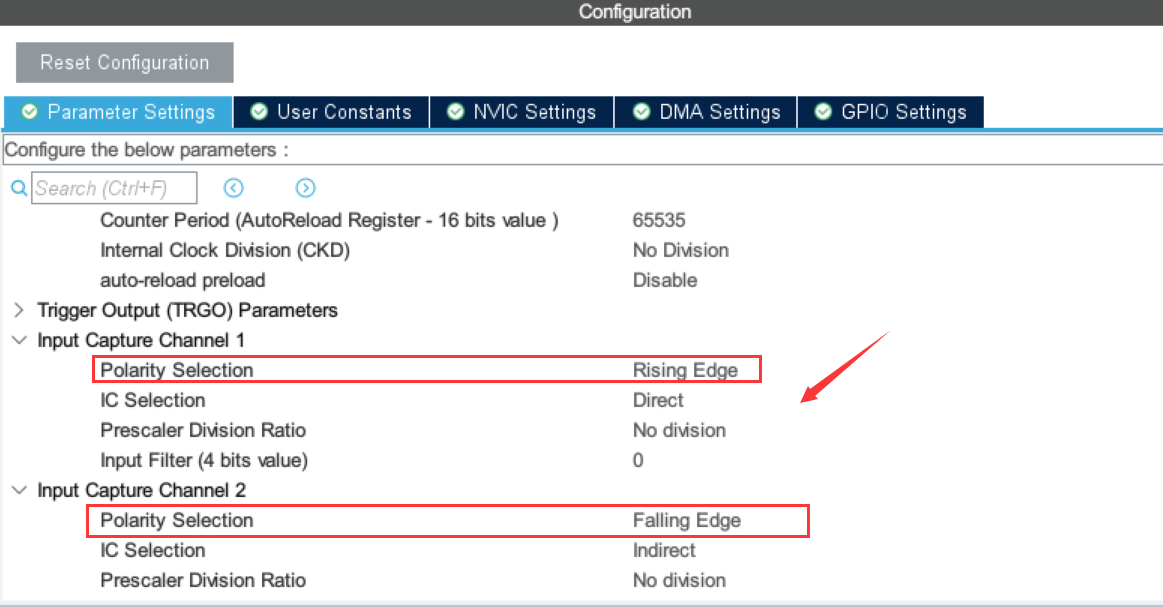 Configuration
Reset Configuration
Parameter Settings User Constants NVIC Settings DMA Settings GPIO Settings
Configure the below parameters :
Search (Ctrl+F)
Counter Period (AutoReload Register - 16 bits value ) 65535
Internal Clock Division (CKD) No Division
auto-reload preload Disable
Trigger Output (TRGO) Parameters
Input Capture Channel 1
Polarity Selection Rising Edge
IC Selection Direct
Prescaler Division Ratio No division
Input Filter (4 bits value) 0
Input Capture Channel 2
Polarity Selection Falling Edge
IC Selection Indirect
Prescaler Division Ratio No division